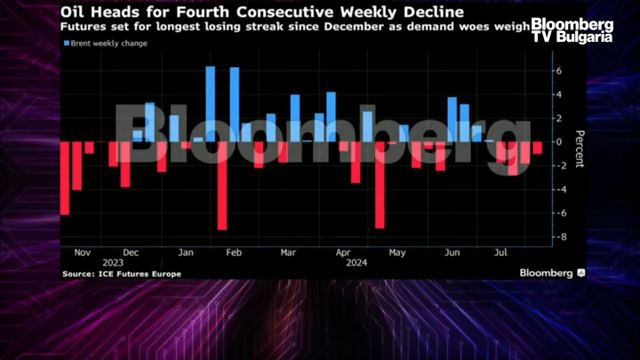 Oil Heads for Fourth Consecutive Weekly Decline
Futures set for longest losing streak since December as demand woes weigh
Bloomberg
TV Bulgaria
Brent weekly change
Bloomberg
6
4
2
0
-2
-4
-6
-8
Percent
Nov
Dec
Jan
Feb
Mar
Apr
May
Jun
Jul
2023
2024
Source: ICE Futures Europe
Bloomberg